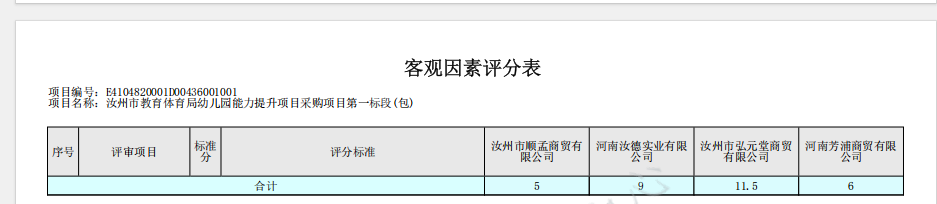 客观因素评分表
项目编号：E4104820001D00436001001
项目名称：汝州市教育体育局幼儿园能力提升项目采购项目第一标段(包)
序号 评审项目 标准分 评分标准 汝州市顺孟商贸有限公司 河南汝德实业有限公司 汝州市弘元堂商贸有限公司 河南芳浦商贸有限公司
合计 5 9 11.5 6